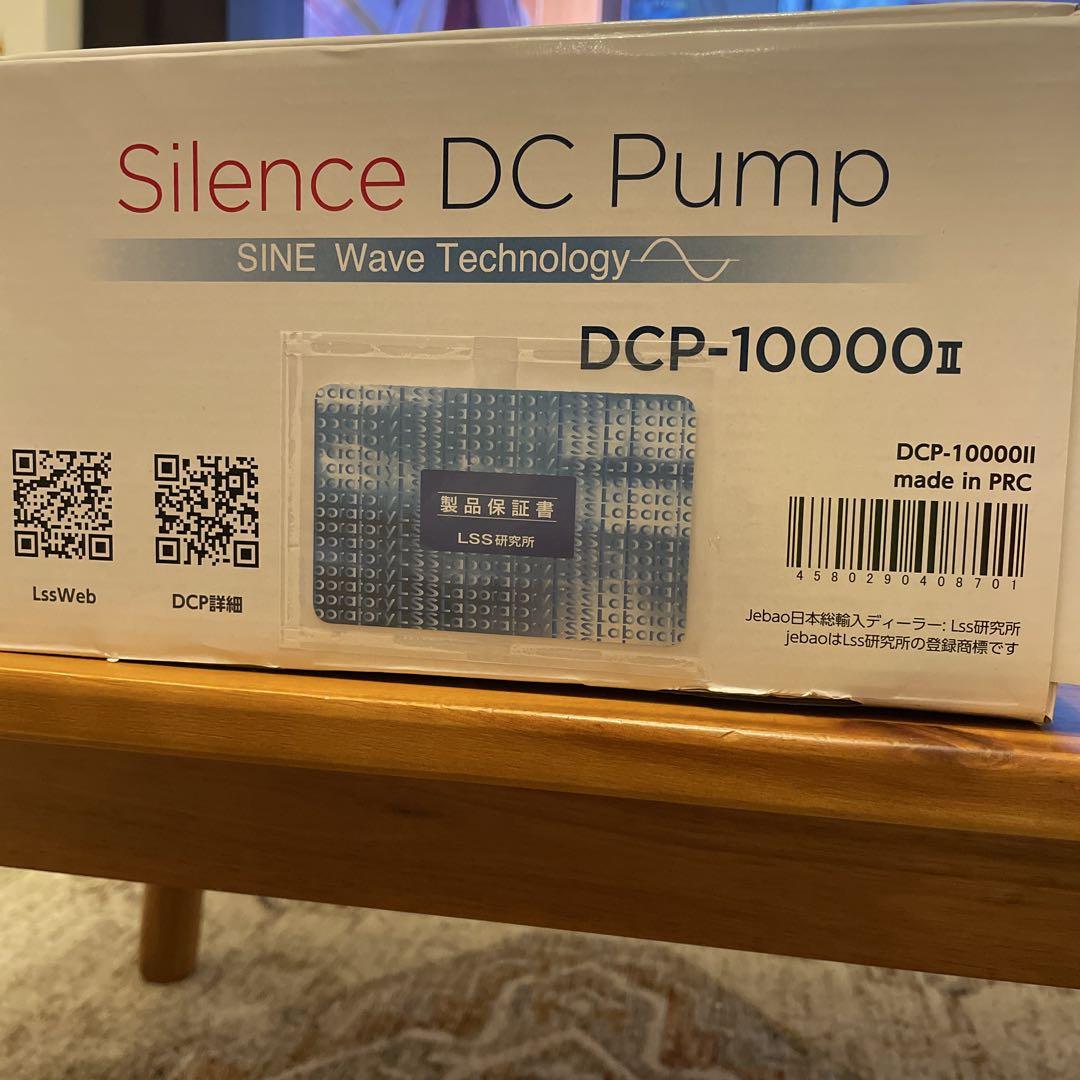 Silence DC Pump
SINE Wave Technology
DCP-10000II
製品保証書
LSS研究所
LssWeb
DCP詳細
DCP-10000II
made in PRC
4580290408701
Jebao日本総輸入ディーラー: Lss研究所
jebaoはLss研究所の登録商標です